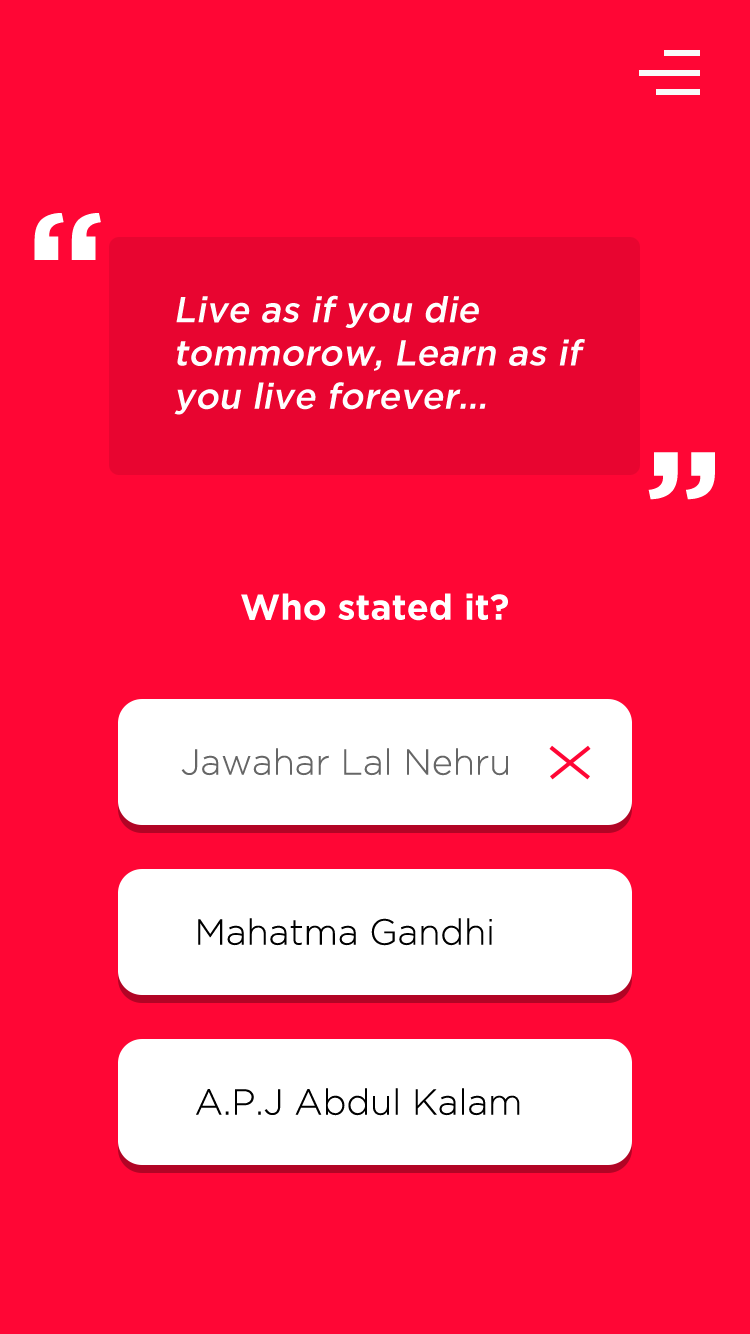 “
Live as if you die
tommorow, Learn as if
you live forever...
”
Who stated it?
Jawahar Lal Nehru
Mahatma Gandhi
A.P.J Abdul Kalam